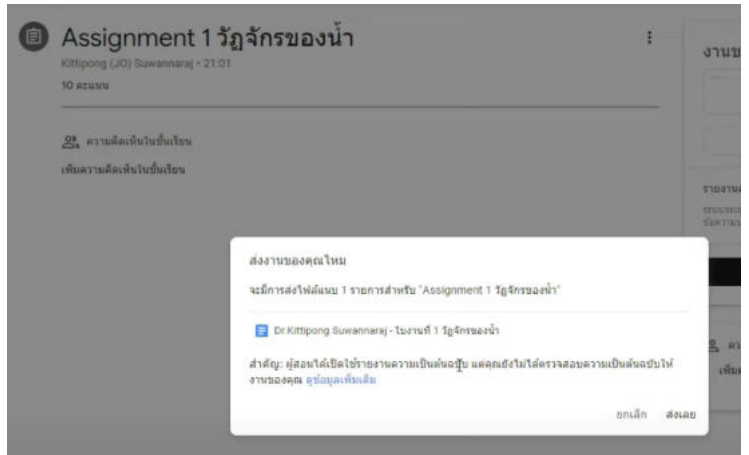 Assignment 1 วัฏจักรของน้ำ
Kittipong (JO) Suwannaraj • 21:01
10 คะแนน
ความคิดเห็นในชั้นเรียน
เพิ่มความคิดเห็นในชั้นเรียน
งานข
รายงาน
ส่งงานของคุณไหม
จะมีการส่งไฟล์แนบ 1 รายการสำหรับ "Assignment 1 วัฏจักรของน้ำ"
Dr.Kittipong Suwannaraj - ใบงานที่ 1 วัฏจักรของน้ำ
สำคัญ: ผู้สอนได้เปิดใช้รายงานความเป็นต้นฉบับ แต่คุณยังไม่ได้ตรวจสอบความเป็นต้นฉบับให้
งานของคุณ ดูข้อมูลเพิ่มเติม
ยกเลิก ส่งเลย